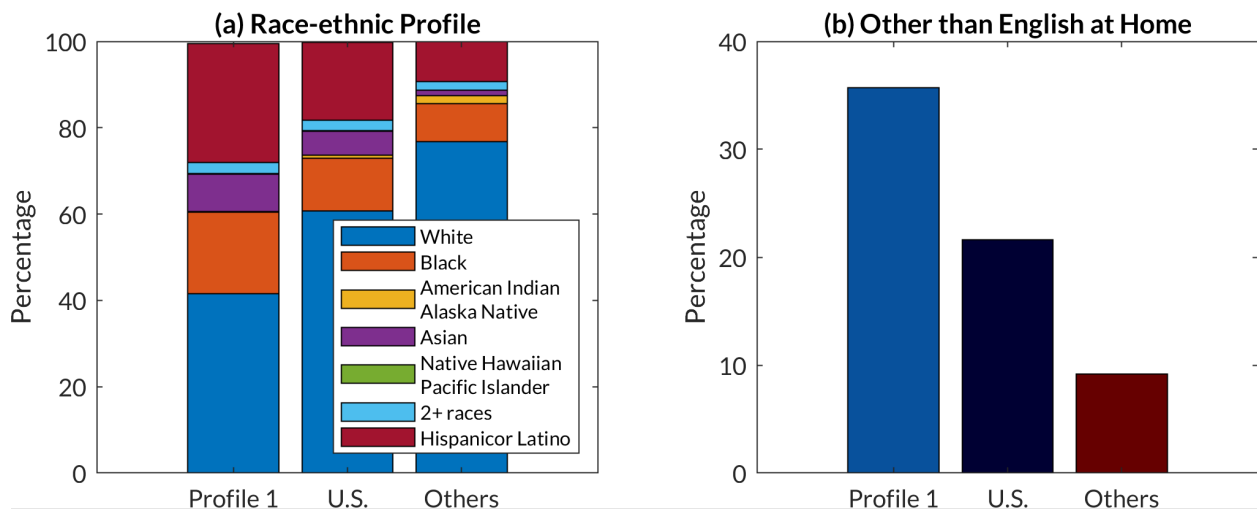 (a) Race-ethnic Profile
Percentage
100
80
60
40
20
0
White
Black
American Indian
Alaska Native
Asian
Native Hawaiian
Pacific Islander
2+ races
Hispanicor Latino
Profile 1 U.S. Others
(b) Other than English at Home
Percentage
40
30
20
10
0
Profile 1 U.S. Others